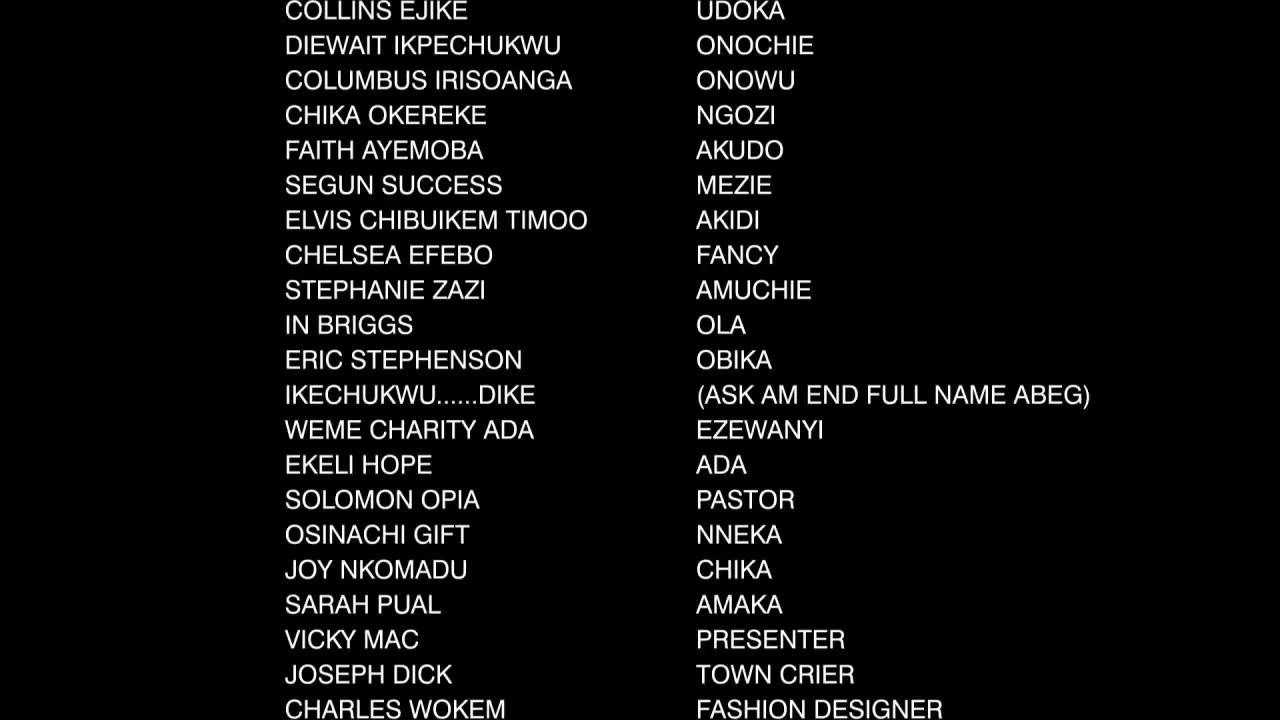 COLLINS EJIKE UDOKA
DIEWAIT IKPECHUKWU ONOCHIE
COLUMBUS IRISOANGA ONOWU
CHIKA OKEREKE NGOZI
FAITH AYEMOBA AKUDO
SEGUN SUCCESS MEZIE
ELVIS CHIBUIKEM TIMOO AKIDI
CHELSEA EFEBO FANCY
STEPHANIE ZAZI AMUCHIE
IN BRIGGS OLA
ERIC STEPHENSON OBIKA
IKECHUKWU......DIKE (ASK AM END FULL NAME ABEG)
WEME CHARITY ADA EZEWANYI
EKELI HOPE ADA
SOLOMON OPIA PASTOR
OSINACHI GIFT NNEKA
JOY NKOMADU CHIKA
SARAH PUAL AMAKA
VICKY MAC PRESENTER
JOSEPH DICK TOWN CRIER
CHARLES WOKEM FASHION DESIGNER